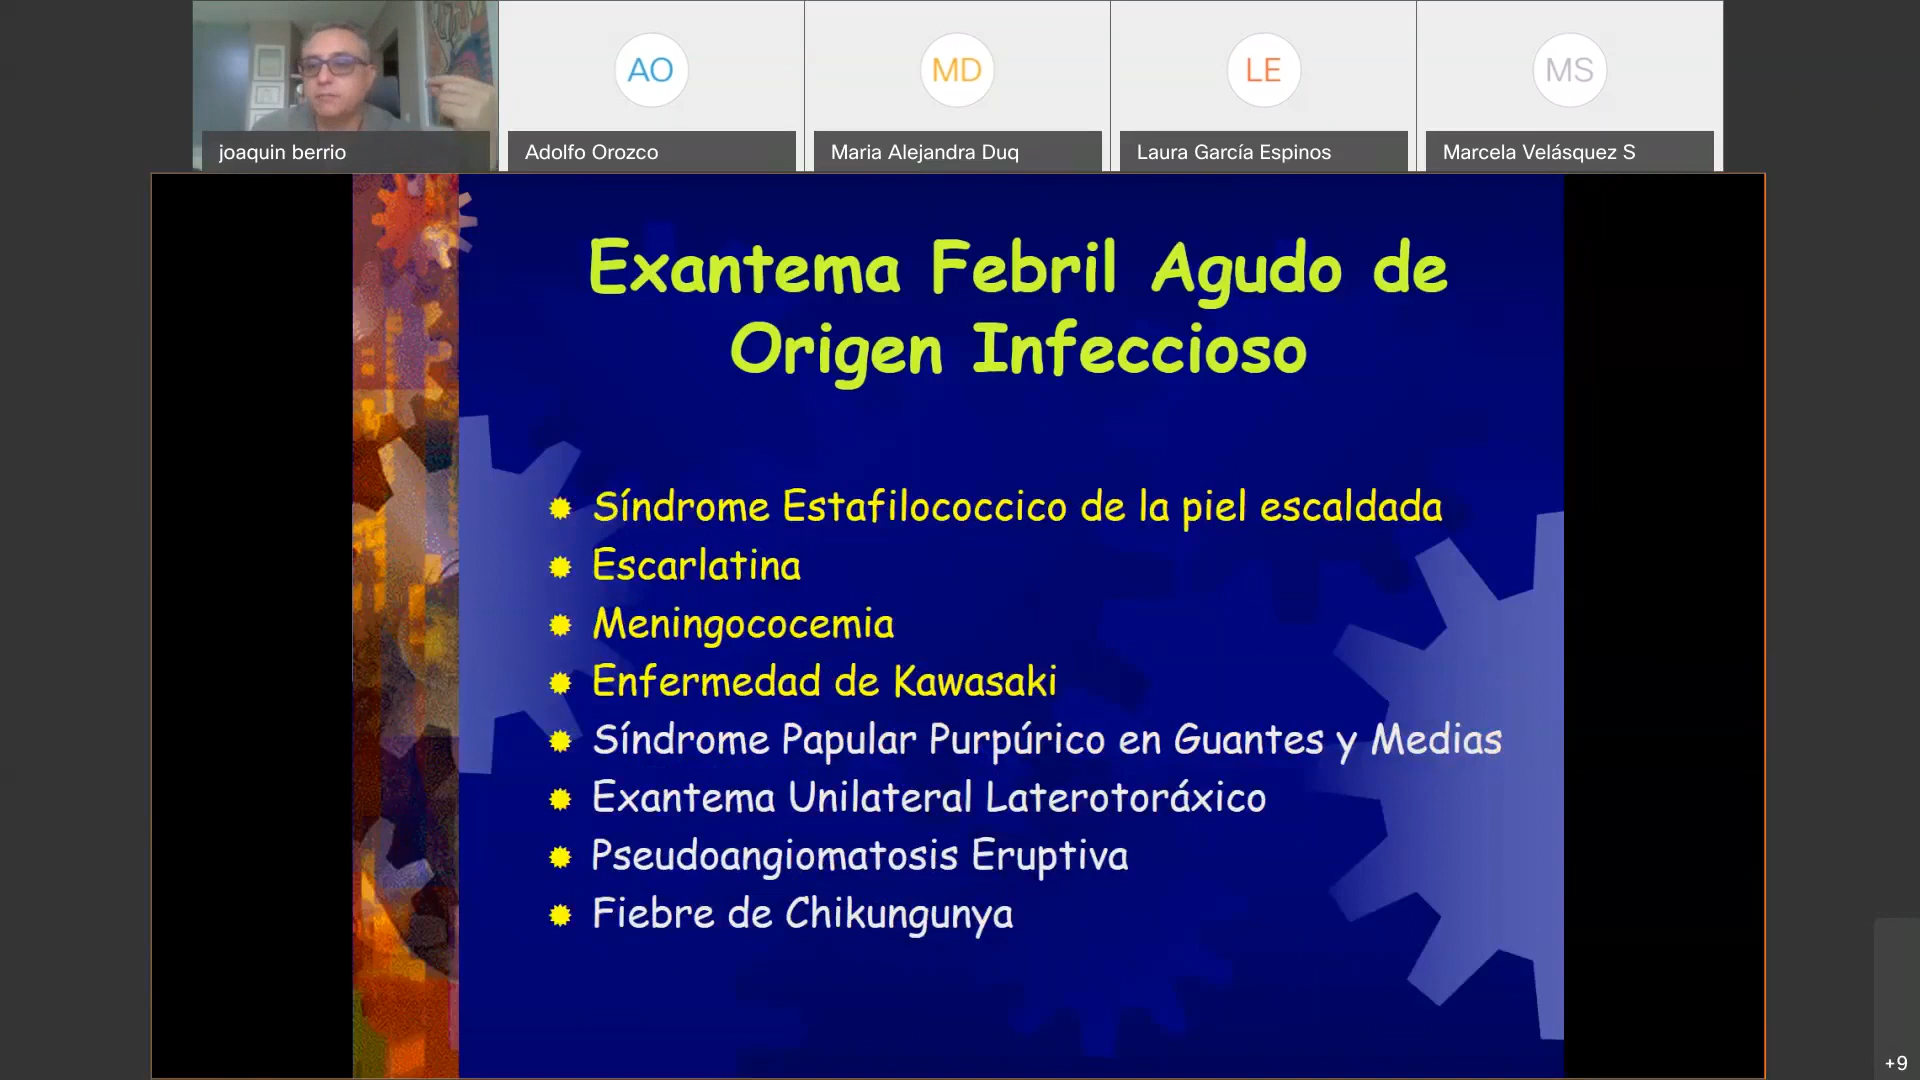 AO
MD
LE
MS
joaquin berrio
Adolfo Orozco
Maria Alejandra Duq
Laura García Espinos
Marcela Velásquez S
Exantema Febril Agudo de
Origen Infeccioso
Síndrome Estafilococcico de la piel escaldada
Escarlatina
Meningococemia
Enfermedad de Kawasaki
Síndrome Papular Purpúrico en Guantes y Medias
Exantema Unilateral Laterotoráxico
Pseudoangiomatosis Eruptiva
Fiebre de Chikungunya
+9